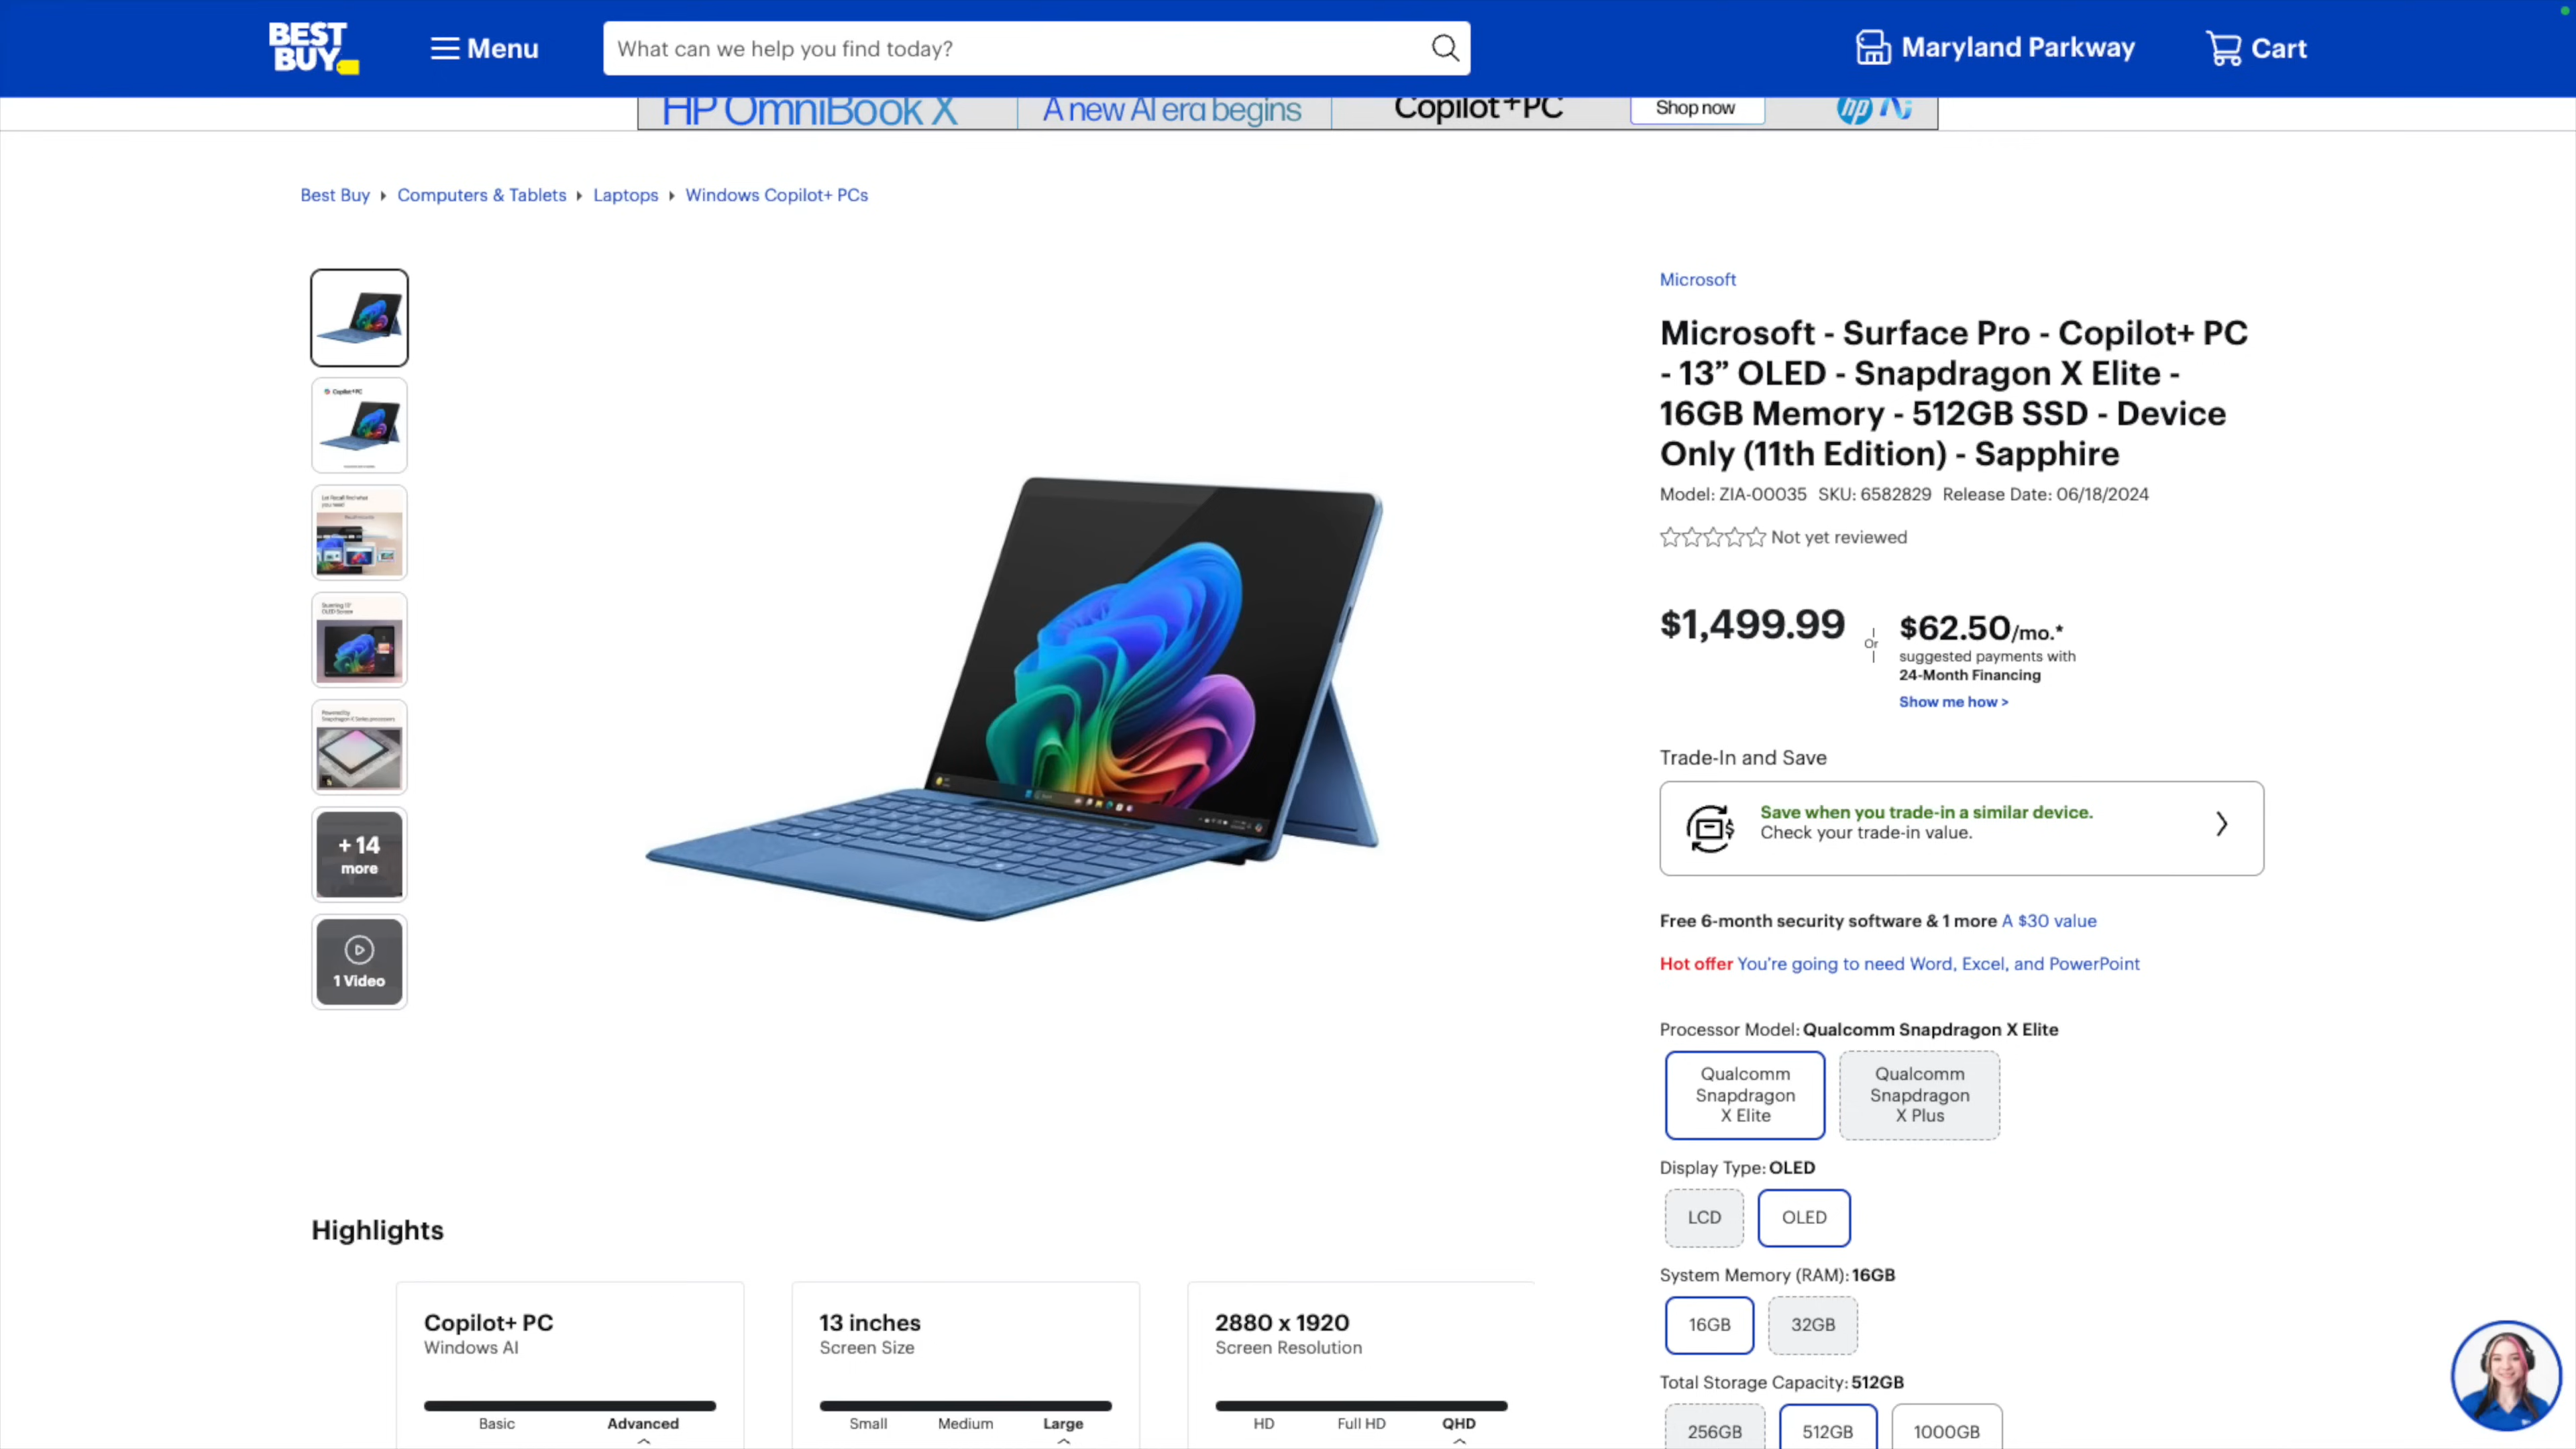 BEST
BUY
Menu
What can we help you find today?
Maryland Parkway
Cart
HP OmniBook X
A new AI era begins
Copilot+PC
Shop now
hp
Best Buy
Computers & Tablets
Laptops
Windows Copilot+ PCs
+ 14
more
1 Video
Microsoft
Microsoft - Surface Pro - Copilot+ PC
- 13” OLED - Snapdragon X Elite -
16GB Memory - 512GB SSD - Device
Only (11th Edition) - Sapphire
Model: ZIA-00035 SKU: 6582829 Release Date: 06/18/2024
Not yet reviewed
$1,499.99
Or
$62.50/mo.*
suggested payments with
24-Month Financing
Show me how >
Trade-In and Save
Save when you trade-in a similar device.
Check your trade-in value.
Free 6-month security software & 1 more A $30 value
Hot offer You're going to need Word, Excel, and PowerPoint
Processor Model: Qualcomm Snapdragon X Elite
Qualcomm
Snapdragon
X Elite
Qualcomm
Snapdragon
X Plus
Display Type: OLED
LCD
OLED
System Memory (RAM): 16GB
16GB
32GB
Total Storage Capacity: 512GB
256GB
512GB
1000GB
Highlights
Copilot+ PC
Windows AI
Basic
Advanced
13 inches
Screen Size
Small
Medium
Large
2880 x 1920
Screen Resolution
HD
Full HD
QHD